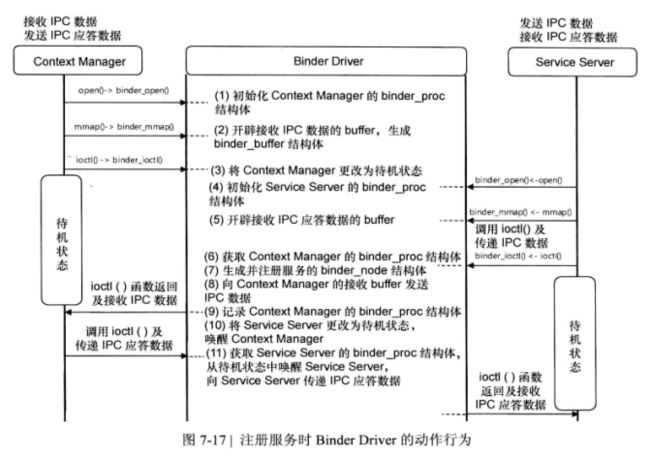 接收 IPC 数据
发送 IPC 应答数据
Context Manager
Binder Driver
发送 IPC 数据
接收 IPC 应答数据
Service Server
open()-> binder_open()
(1) 初始化 Context Manager 的 binder_proc
结构体
mmap()-> binder_mmap()
(2) 开辟接收 IPC 数据的 buffer，生成
binder_buffer 结构体
ioctl()-> binder_ioctl()
(3) 将 Context Manager 更改为待机状态
binder_open()<-open()
(4) 初始化 Service Server 的 binder_proc
结构体
binder_mmap() <- mmap()
(5) 开辟接收 IPC 应答数据的 buffer
调用 ioctl() 及
传递 IPC 数据
binder_ioctl() <- ioctl()
待机状态
(6) 获取 Context Manager 的 binder_proc 结构体
(7) 生成并注册服务的 binder_node 结构体
(8) 向 Context Manager 的接收 buffer 发送
IPC 数据
ioctl ( ) 函数返回
及接收 IPC 数据
(9) 记录 Context Manager 的 binder_proc 结构体
(10) 将 Service Server 更改为待机状态，
唤醒 Context Manager
待机状态
调用 ioctl ( ) 及
传递 IPC 应答数据
(11) 获取 Service Server 的 binder_proc 结构体，
从待机状态中唤醒 Service Server，
向 Service Server 传递 IPC 应答数据
ioctl ( ) 函数
返回及接收
IPC 应答数据
图 7-17 | 注册服务时 Binder Driver 的动作行为